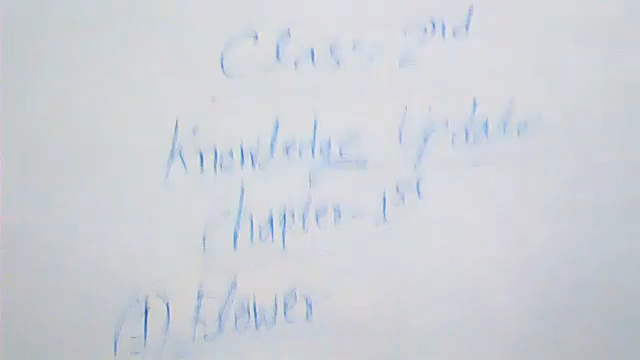 Class 2nd
Knowledge Update
Chapter-1st
(1) Flower